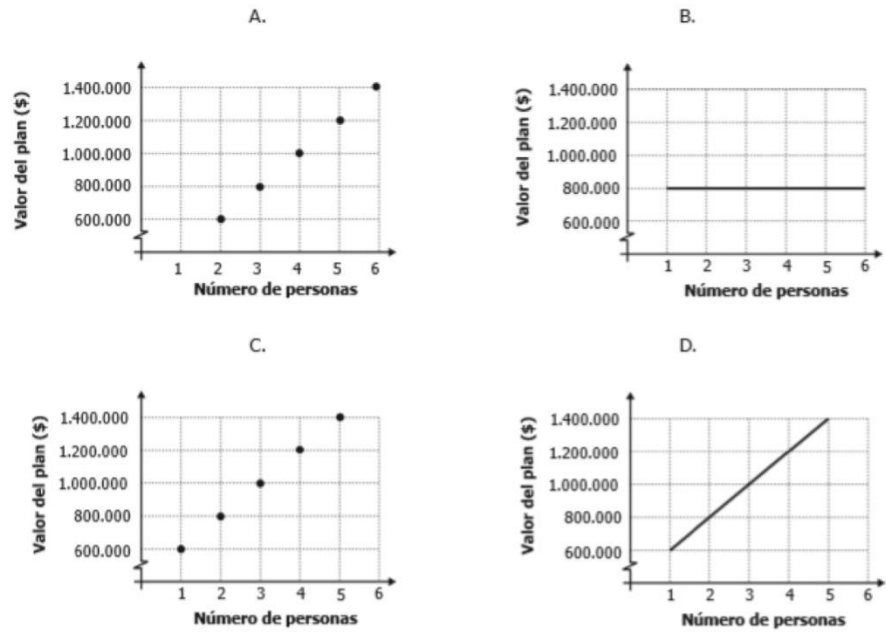 A.
Valor del plan ($)
1.400.000
1.200.000
1.000.000
800.000
600.000
1 2 3 4 5 6
Número de personas
B.
Valor del plan ($)
1.400.000
1.200.000
1.000.000
800.000
600.000
1 2 3 4 5 6
Número de personas
C.
Valor del plan ($)
1.400.000
1.200.000
1.000.000
800.000
600.000
1 2 3 4 5 6
Número de personas
D.
Valor del plan ($)
1.400.000
1.200.000
1.000.000
800.000
600.000
1 2 3 4 5 6
Número de personas